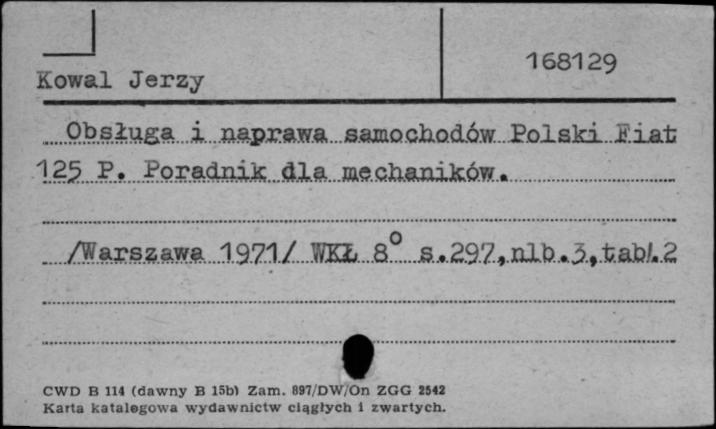 168129
Kowal Jerzy
Obsługa i naprawa samochodów Polski Fiat
125 P. Poradnik dla mechaników.
/Warszawa 1971/ WKŁ 8° s.297,nlb.3,tabl.2
CWD B 114 (dawny B 15b) Zam. 897/DW/On ZGG 2542
Karta katalogowa wydawnictw ciągłych i zwartych.